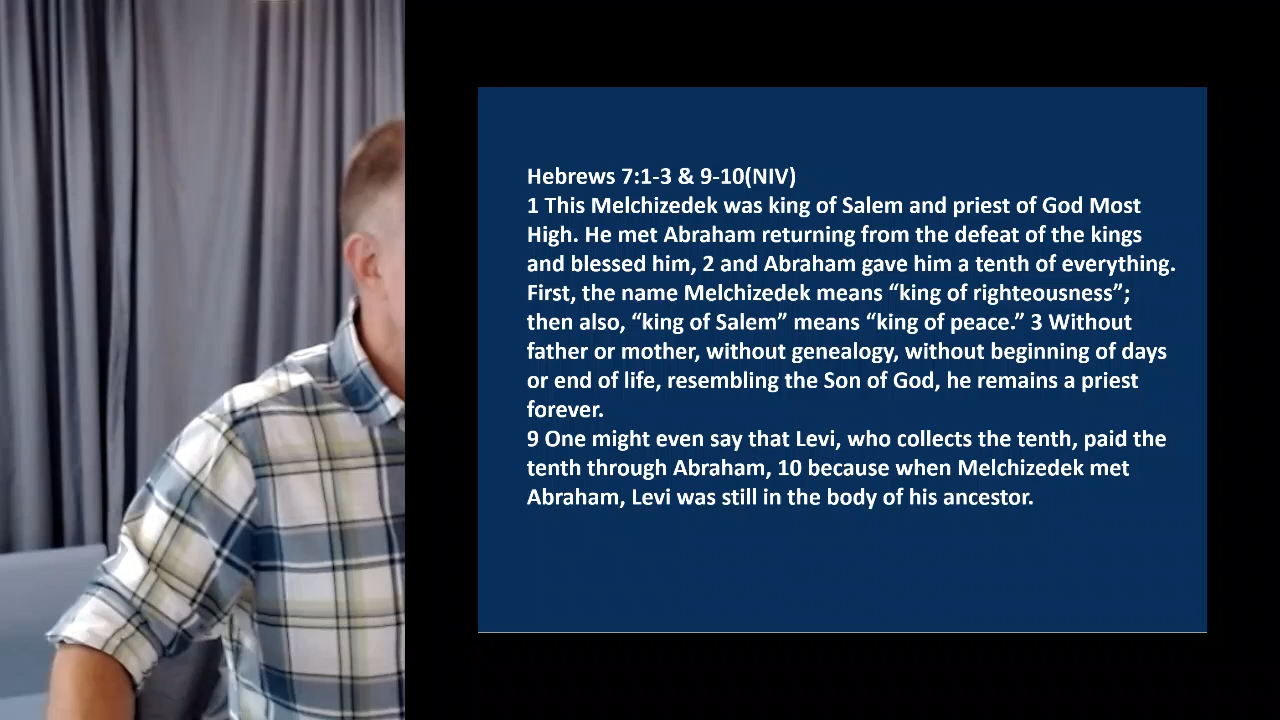 Hebrews 7:1-3 & 9-10(NIV)
1 This Melchizedek was king of Salem and priest of God Most
High. He met Abraham returning from the defeat of the kings
and blessed him, 2 and Abraham gave him a tenth of everything.
First, the name Melchizedek means “king of righteousness”;
then also, “king of Salem” means “king of peace.” 3 Without
father or mother, without genealogy, without beginning of days
or end of life, resembling the Son of God, he remains a priest
forever.
9 One might even say that Levi, who collects the tenth, paid the
tenth through Abraham, 10 because when Melchizedek met
Abraham, Levi was still in the body of his ancestor.